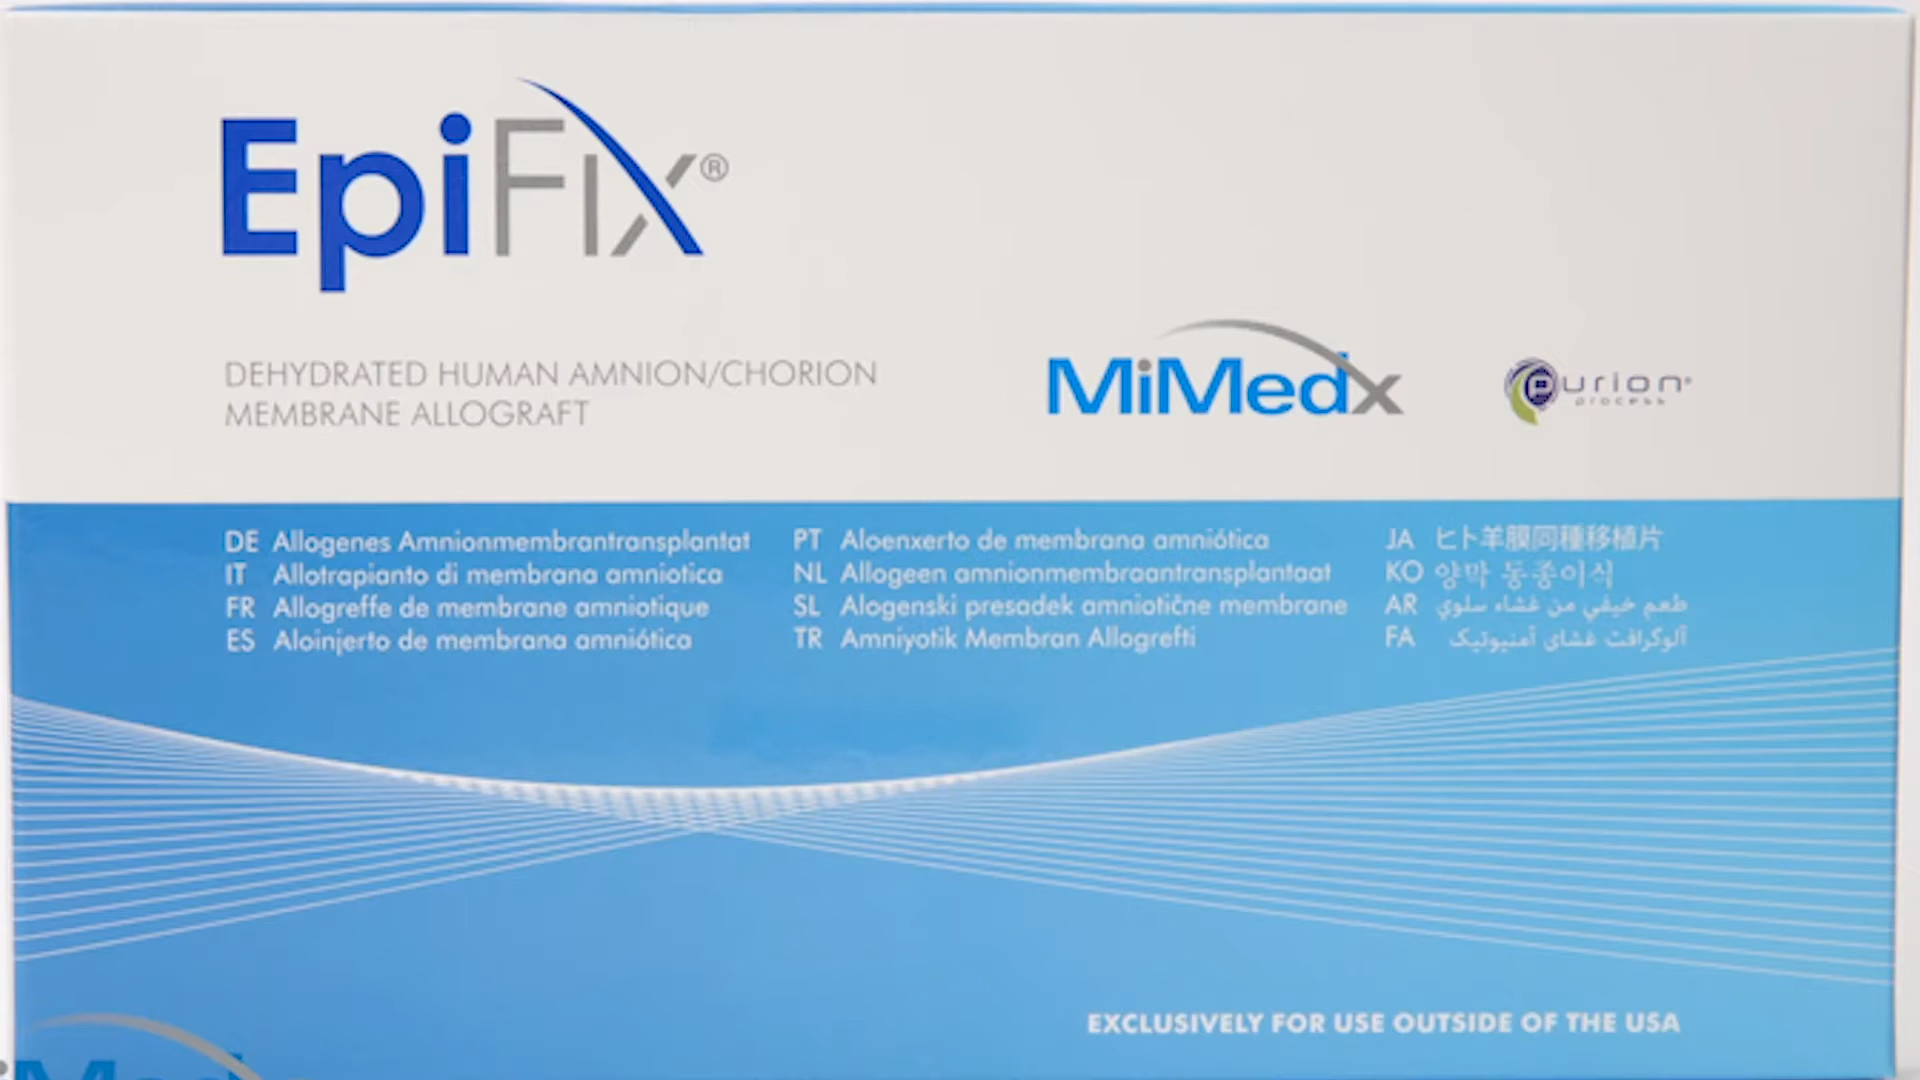 EpiFix®
DEHYDRATED HUMAN AMNION/CHORION
MEMBRANE ALLOGRAFT
MiMedx
Purion®
process
DE Allogenes Amnionmembrantransplantat
IT Allotrapianto di membrana amniotica
FR Allogreffe de membrane amniotique
ES Aloinjerto de membrana amniótica
PT Aloenxerto de membrana amniótica
NL Allogeen amnionmembraantransplantaat
SL Alogenski presadek amniotične membrane
TR Amniyotik Membran Allogrefti
JA ヒト羊膜同種移植片
KO 양막 동종이식
AR طعم خيفي من غشاء سلوي
FA آلوگرافت غشای آمنیوتیک
EXCLUSIVELY FOR USE OUTSIDE OF THE USA